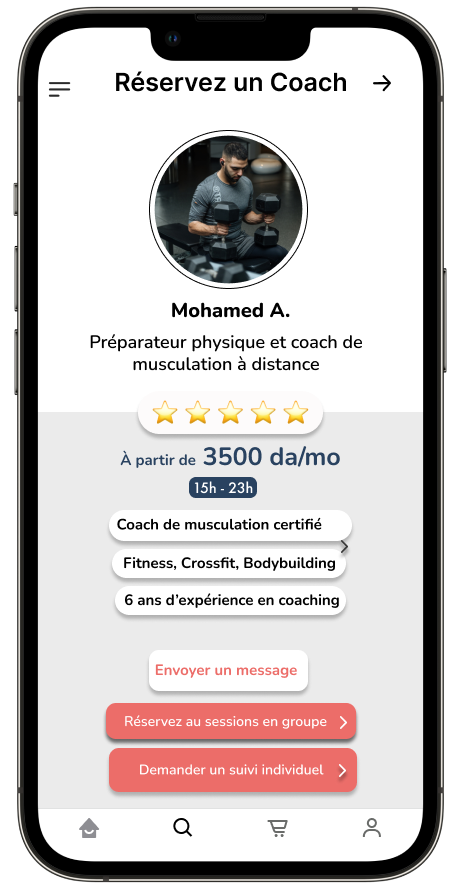 Réservez un Coach
Mohamed A.
Préparateur physique et coach de
musculation à distance
À partir de 3500 da/mo
15h - 23h
Coach de musculation certifié
Fitness, Crossfit, Bodybuilding
6 ans d'expérience en coaching
Envoyer un message
Réservez au sessions en groupe
Demander un suivi individuel